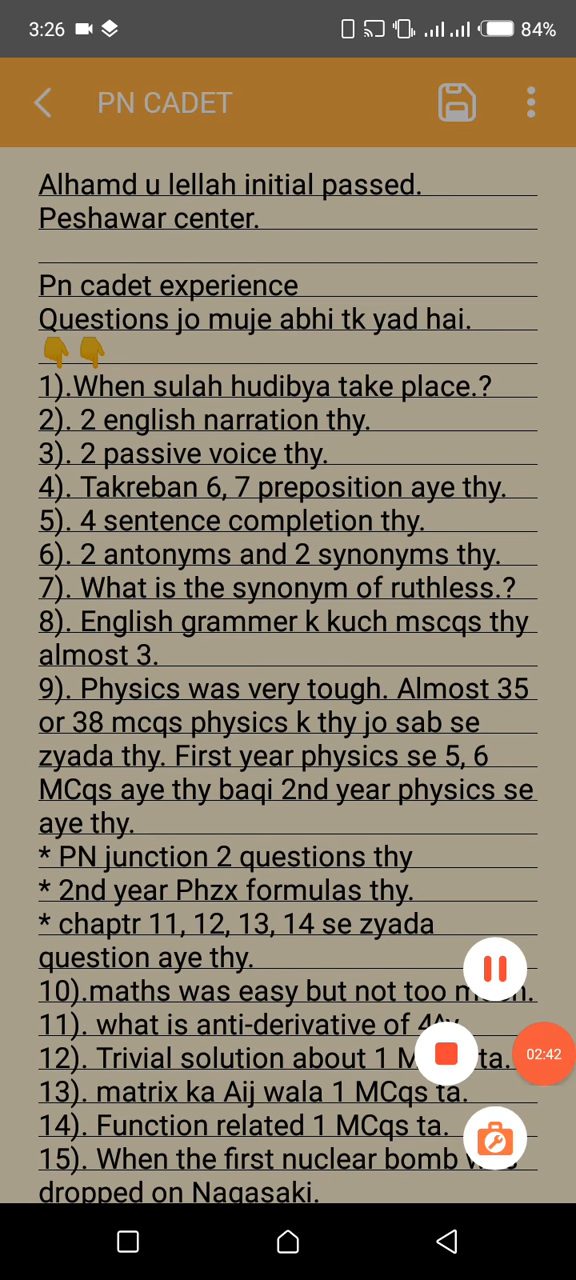 3:26
84%
PN CADET
Alhamd u lellah initial passed.
Peshawar center.
Pn cadet experience
Questions jo muje abhi tk yad hai.
👇👇
1).When sulah hudibya take place.?
2). 2 english narration thy.
3). 2 passive voice thy.
4). Takreban 6, 7 preposition aye thy.
5). 4 sentence completion thy.
6). 2 antonyms and 2 synonyms thy.
7). What is the synonym of ruthless.?
8). English grammer k kuch mscqs thy
almost 3.
9). Physics was very tough. Almost 35
or 38 mcqs physics k thy jo sab se
zyada thy. First year physics se 5, 6
MCqs aye thy baqi 2nd year physics se
aye thy.
* PN junction 2 questions thy
* 2nd year Phzx formulas thy.
* chaptr 11, 12, 13, 14 se zyada
question aye thy.
10).maths was easy but not too
11). what is anti-derivative of
12). Trivial solution about 1 ta.
02:42
13). matrix ka Aij wala 1 MCqs ta.
14). Function related 1 MCqs ta.
15). When the first nuclear bomb
dropped on Nagasaki.